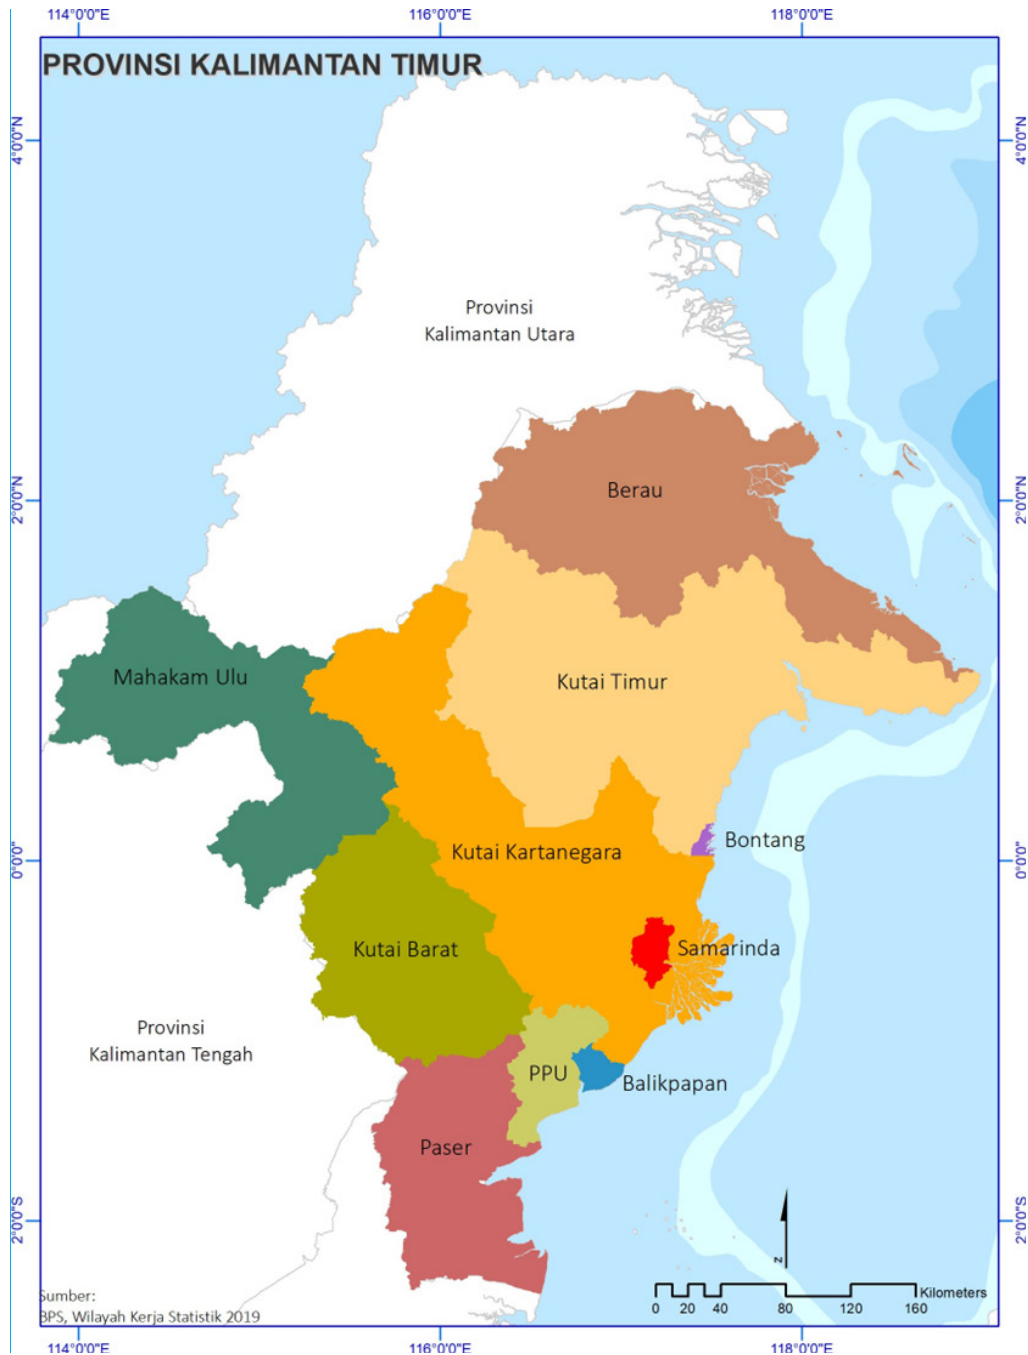 114°0'0"E
116°0'0"E
118°0'0"E
PROVINSI KALIMANTAN TIMUR
4°0'0"N
4°0'0"N
Provinsi
Kalimantan Utara
Berau
2°0'0"N
2°0'0"N
Mahakam Ulu
Kutai Timur
Bontang
Kutai Kartanegara
0°0'0"
0°0'0"
Kutai Barat
Samarinda
Provinsi
Kalimantan Tengah
PPU
Balikpapan
Paser
2°0'0"S
2°0'0"S
Z
Kilometers
0 20 40 80 120 160
Sumber:
BPS, Wilayah Kerja Statistik 2019
114°0'0"E
116°0'0"E
118°0'0"E